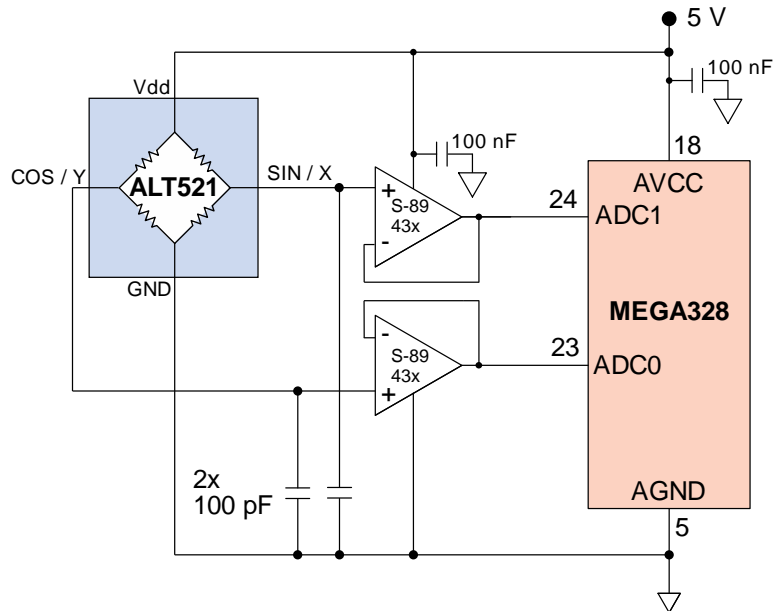 5 V
100 nF
Vdd
100 nF
18
COS / Y
ALT521
SIN / X
AVCC
+
S-89
43x
-
24
ADC1
GND
MEGA328
-
S-89
43x
+
23
ADC0
2x
100 pF
AGND
5